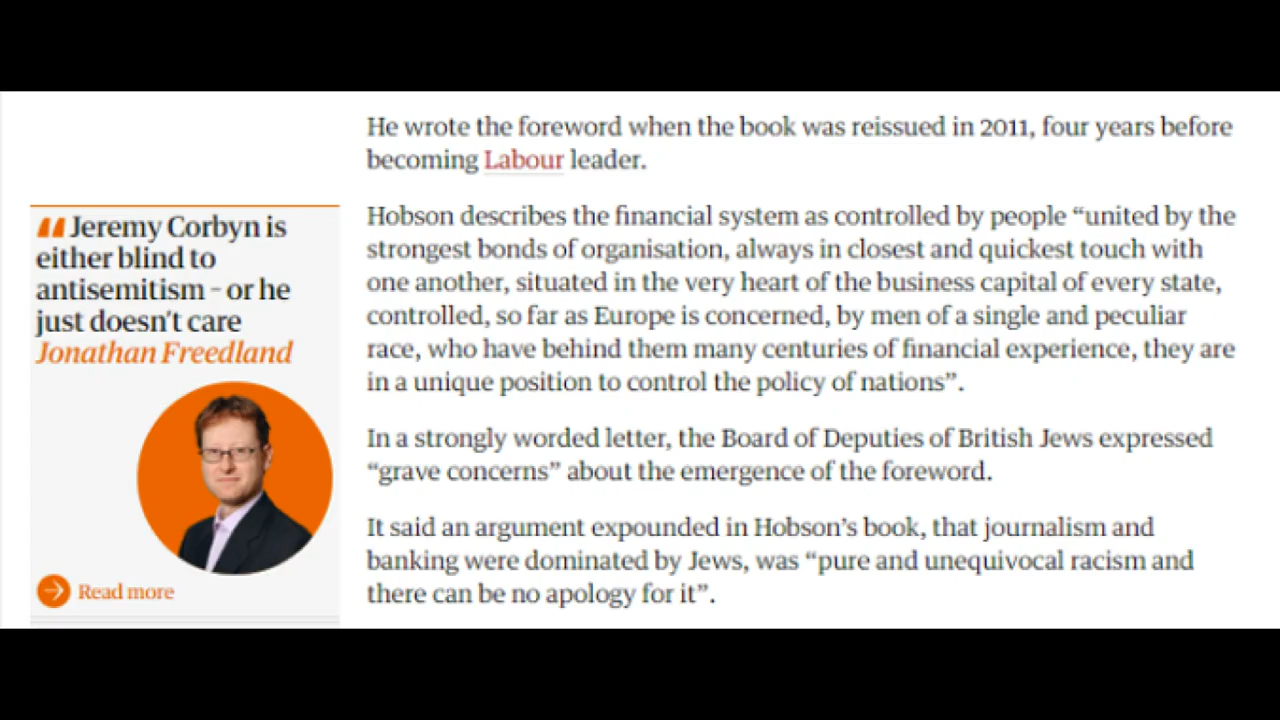 He wrote the foreword when the book was reissued in 2011, four years before
becoming Labour leader.
Jeremy Corbyn is
either blind to
antisemitism – or he
just doesn't care
Jonathan Freedland
Read more
Hobson describes the financial system as controlled by people “united by the
strongest bonds of organisation, always in closest and quickest touch with
one another, situated in the very heart of the business capital of every state,
controlled, so far as Europe is concerned, by men of a single and peculiar
race, who have behind them many centuries of financial experience, they are
in a unique position to control the policy of nations”.
In a strongly worded letter, the Board of Deputies of British Jews expressed
“grave concerns” about the emergence of the foreword.
It said an argument expounded in Hobson’s book, that journalism and
banking were dominated by Jews, was “pure and unequivocal racism and
there can be no apology for it”.